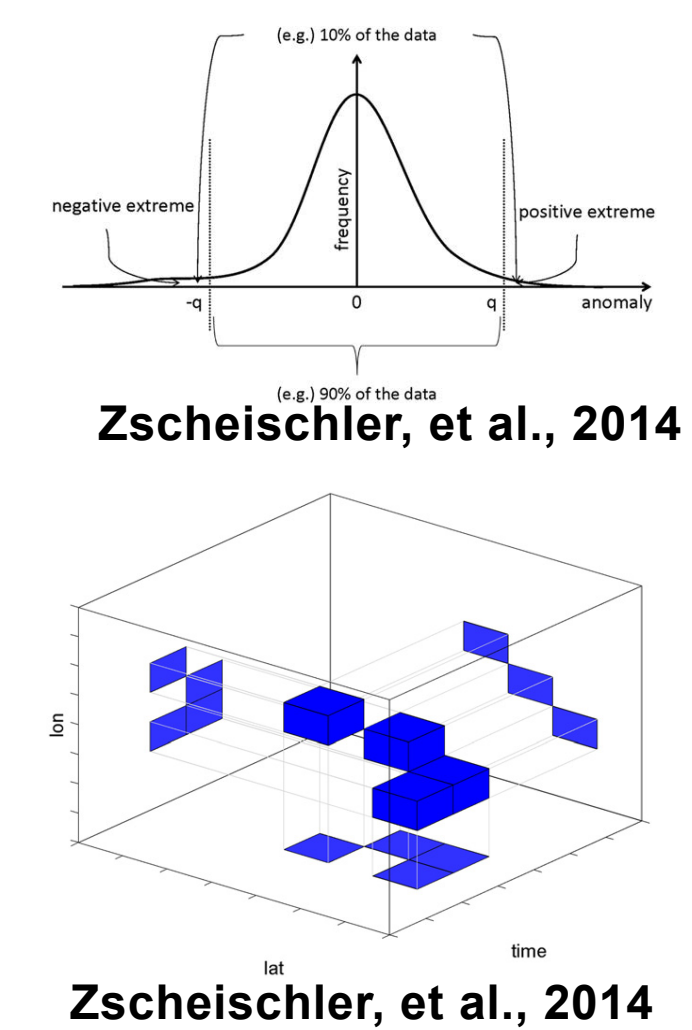 (e.g.) 10% of the data
frequency
negative extreme
positive extreme
-q
0
q
anomaly
(e.g.) 90% of the data
Zscheischler, et al., 2014
lon
lat
time
Zscheischler, et al., 2014